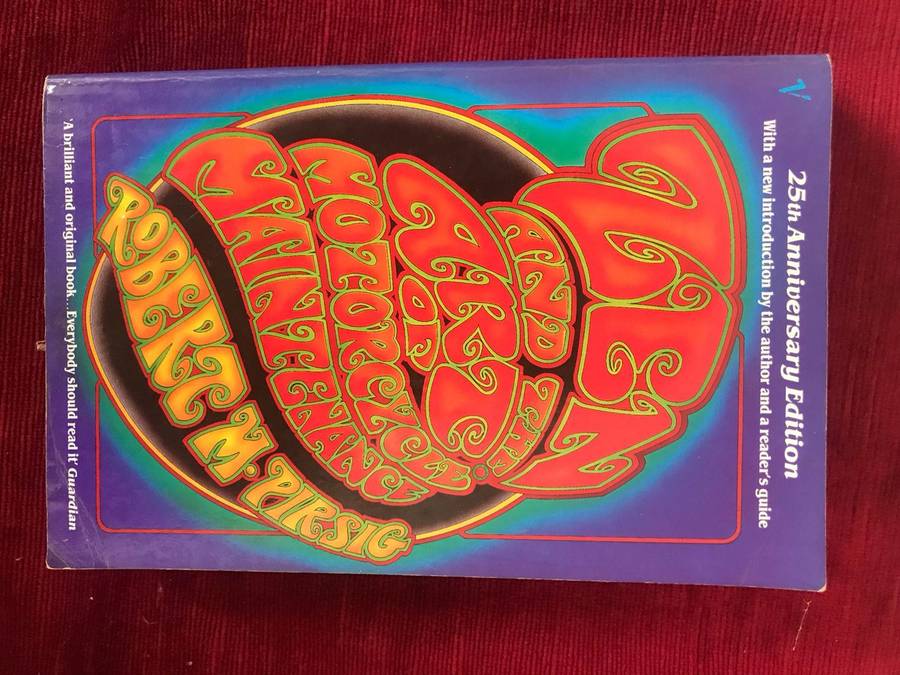 25th Anniversary Edition
With a new introduction by the author and a reader's guide
ZEN
AND THE
ART OF
MOTORCYCLE
MAINTENANCE
ROBERT M. PIRSIG
'A brilliant and original book...Everybody should read it' Guardian